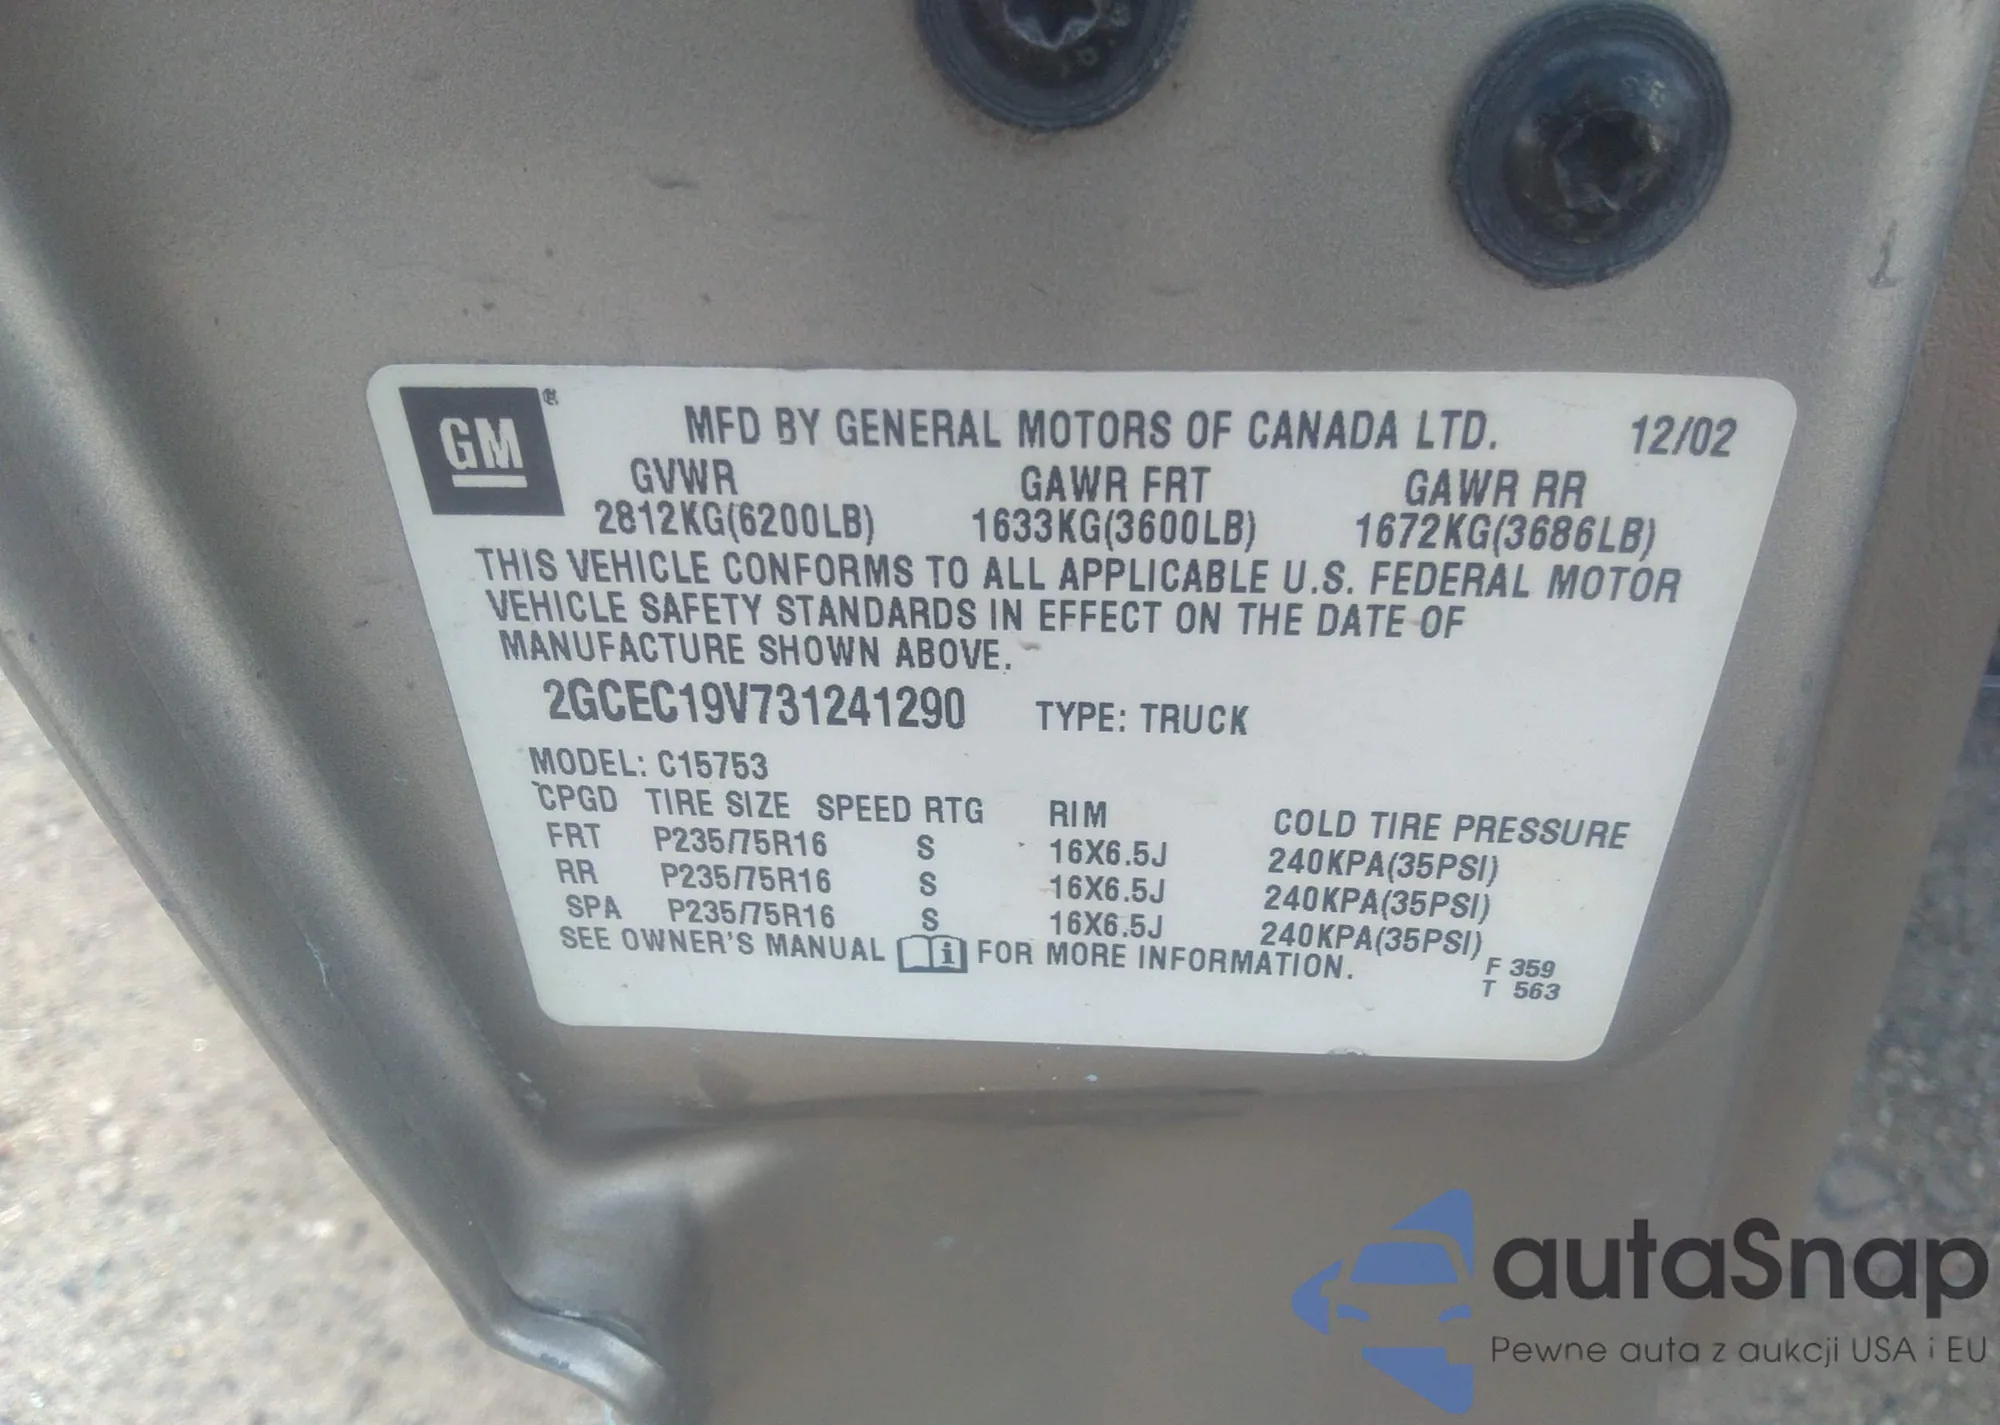 GM®
MFD BY GENERAL MOTORS OF CANADA LTD. 12/02
GVWR GAWR FRT GAWR RR
2812KG(6200LB) 1633KG(3600LB) 1672KG(3686LB)
THIS VEHICLE CONFORMS TO ALL APPLICABLE U.S. FEDERAL MOTOR
VEHICLE SAFETY STANDARDS IN EFFECT ON THE DATE OF
MANUFACTURE SHOWN ABOVE.
2GCEC19V731241290 TYPE: TRUCK
MODEL: C15753
CPGD TIRE SIZE SPEED RTG RIM COLD TIRE PRESSURE
FRT P235/75R16 S 16X6.5J 240KPA(35PSI)
RR P235/75R16 S 16X6.5J 240KPA(35PSI)
SPA P235/75R16 S 16X6.5J 240KPA(35PSI)
SEE OWNER'S MANUAL i FOR MORE INFORMATION.
F 359
T 563
autaSnap
Pewne auta z aukcji USA i EU